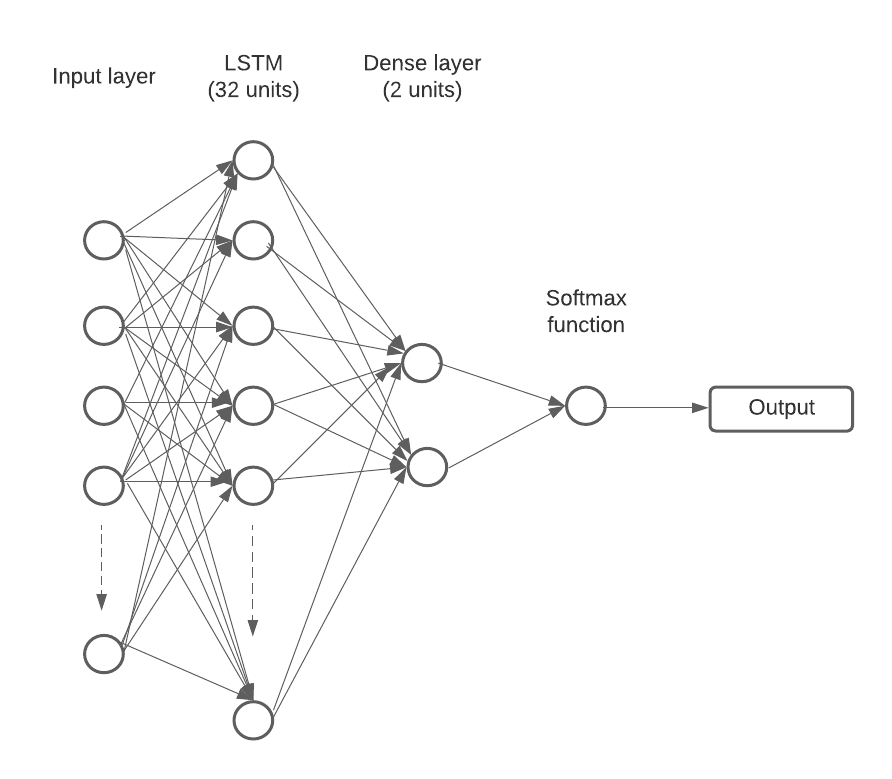 Input layer
LSTM
(32 units)
Dense layer
(2 units)
Softmax
function
Output